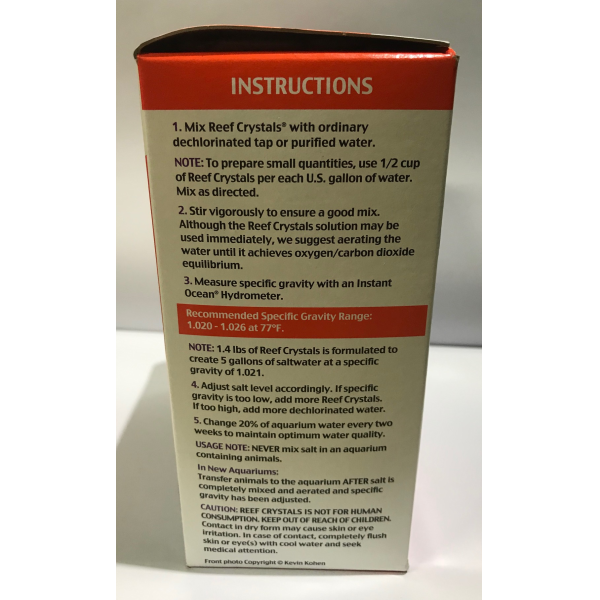 INSTRUCTIONS
1. Mix Reef Crystals® with ordinary
dechlorinated tap or purified water.
NOTE: To prepare small quantities, use 1/2 cup
of Reef Crystals per each U.S. gallon of water.
Mix as directed.
2. Stir vigorously to ensure a good mix.
Although the Reef Crystals solution may be
used immediately, we suggest aerating the
water until it achieves oxygen/carbon dioxide
equilibrium.
3. Measure specific gravity with an Instant
Ocean® Hydrometer.
Recommended Specific Gravity Range:
1.020 - 1.026 at 77°F.
NOTE: 1.4 lbs of Reef Crystals is formulated to
create 5 gallons of saltwater at a specific
gravity of 1.021.
4. Adjust salt level accordingly. If specific
gravity is too low, add more Reef Crystals.
If too high, add more dechlorinated water.
5. Change 20% of aquarium water every two
weeks to maintain optimum water quality.
USAGE NOTE: NEVER mix salt in an aquarium
containing animals.
In New Aquariums:
Transfer animals to the aquarium AFTER salt is
completely mixed and aerated and specific
gravity has been adjusted.
CAUTION: REEF CRYSTALS IS NOT FOR HUMAN
CONSUMPTION. KEEP OUT OF REACH OF CHILDREN.
Contact in dry form may cause skin or eye
irritation. In case of contact, completely flush
skin or eye(s) with cool water and seek
medical attention.
Front photo Copyright © Kevin Kohen